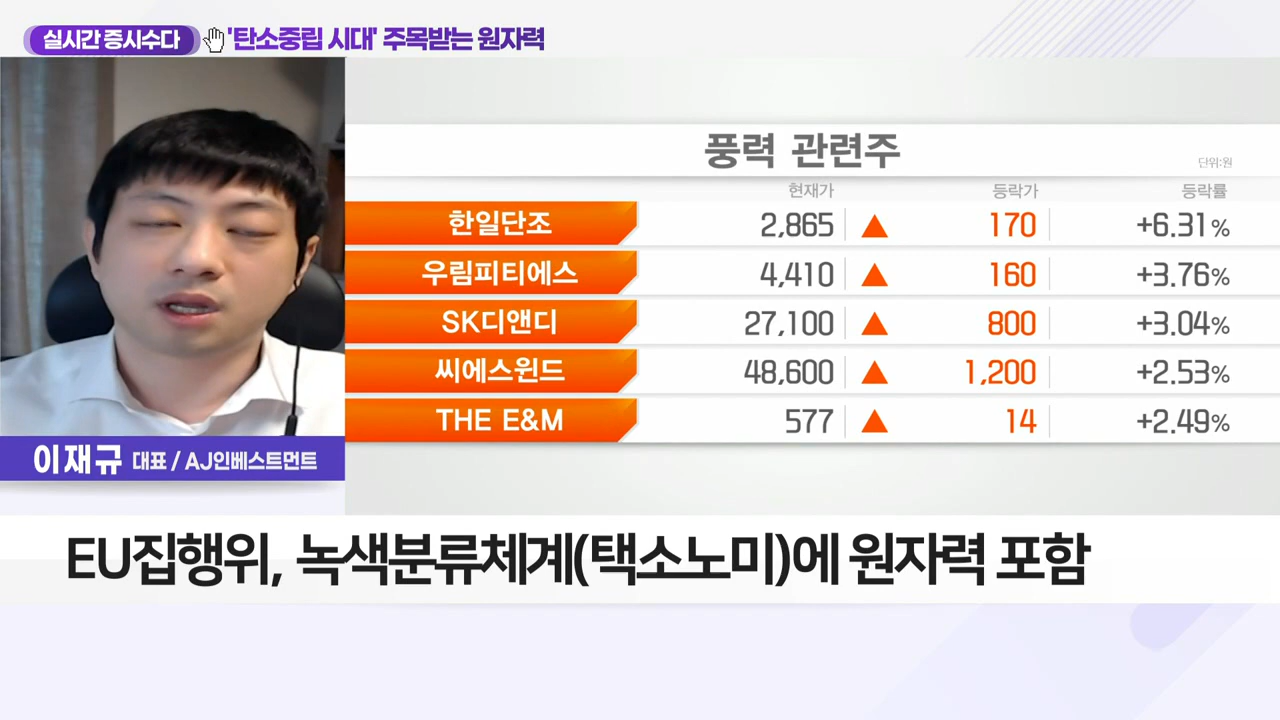 실시간 증시수다 '탄소중립 시대' 주목받는 원자력
풍력 관련주
단위:원
현재가 등락가 등락률
한일단조 2,865 ▲ 170 +6.31%
우림피티에스 4,410 ▲ 160 +3.76%
SK디앤디 27,100 ▲ 800 +3.04%
씨에스윈드 48,600 ▲ 1,200 +2.53%
THE E&M 577 ▲ 14 +2.49%
이재규 대표 / AJ인베스트먼트
EU집행위, 녹색분류체계(택소노미)에 원자력 포함